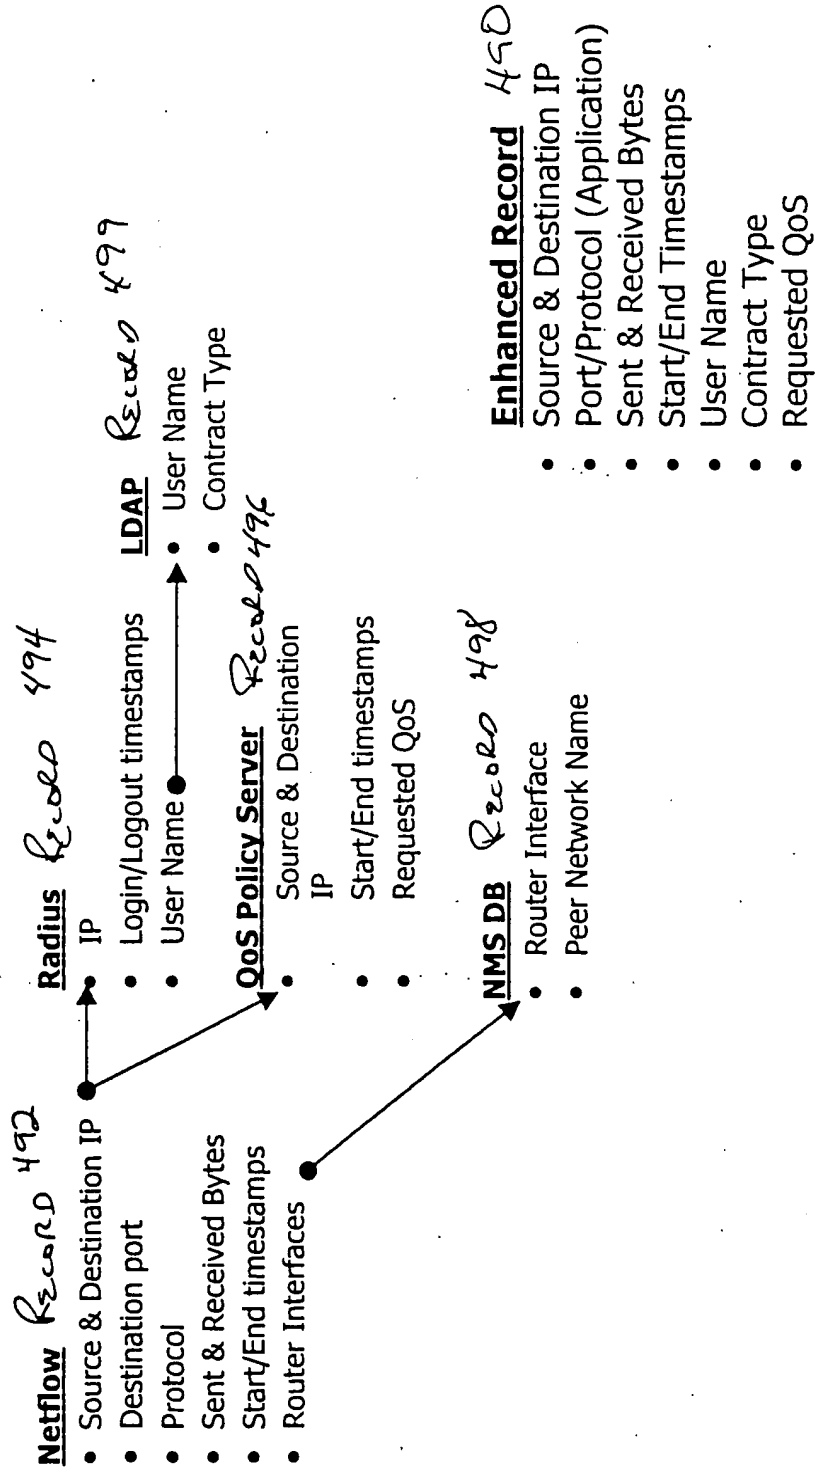 Netflow RECORD 492
• Source & Destination IP
• Destination port
• Protocol
• Sent & Received Bytes
• Start/End timestamps
• Router Interfaces
Radius RECORD 494
• IP
• Login/Logout timestamps
• User Name
QoS Policy Server RECORD 496
• Source & Destination
IP
• Start/End timestamps
• Requested QoS
NMS DB RECORD 498
• Router Interface
• Peer Network Name
LDAP RECORD 499
• User Name
• Contract Type
Enhanced Record 490
• Source & Destination IP
• Port/Protocol (Application)
• Sent & Received Bytes
• Start/End Timestamps
• User Name
• Contract Type
• Requested QoS